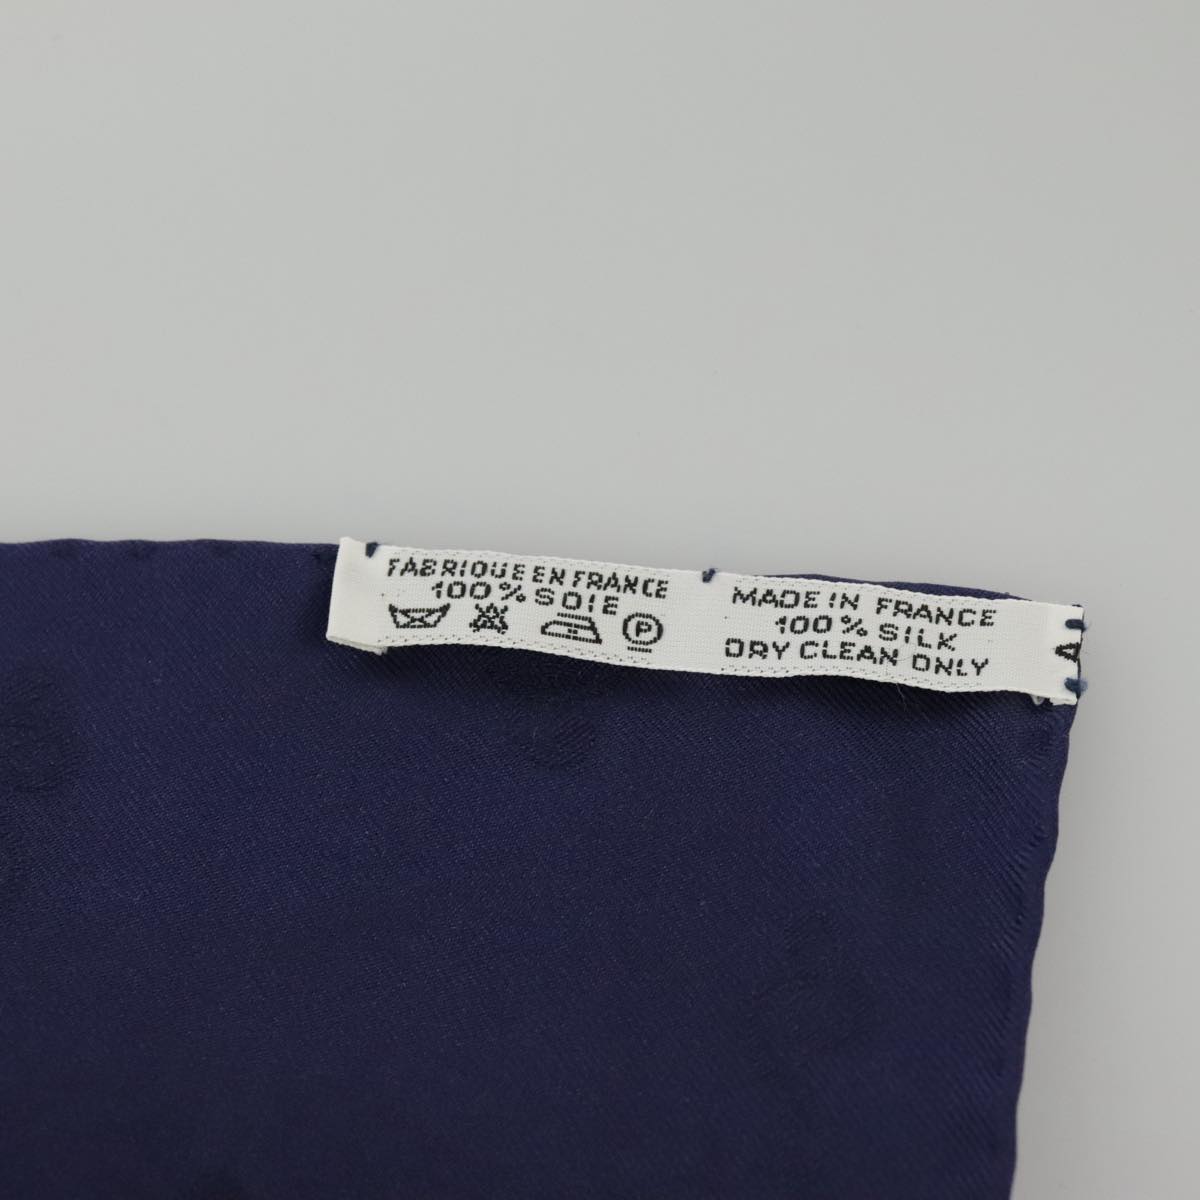 FABRIQUE EN FRANCE
100% SOIE
P
MADE IN FRANCE
100% SILK
DRY CLEAN ONLY
A